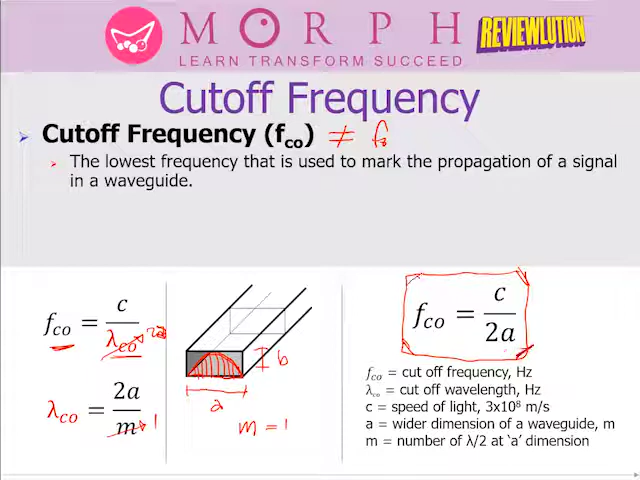 MORPH
LEARN TRANSFORM SUCCEED
REVIEWLUTION
Cutoff Frequency
Cutoff Frequency (fco) ≠
The lowest frequency that is used to mark the propagation of a signal
in a waveguide.
fco = c / λco 2a
λco = 2a / m 1
b
a
m = 1
fco = c / 2a
fco = cut off frequency, Hz
λco = cut off wavelength, Hz
c = speed of light, 3x10⁸ m/s
a = wider dimension of a waveguide, m
m = number of λ/2 at ‘a’ dimension